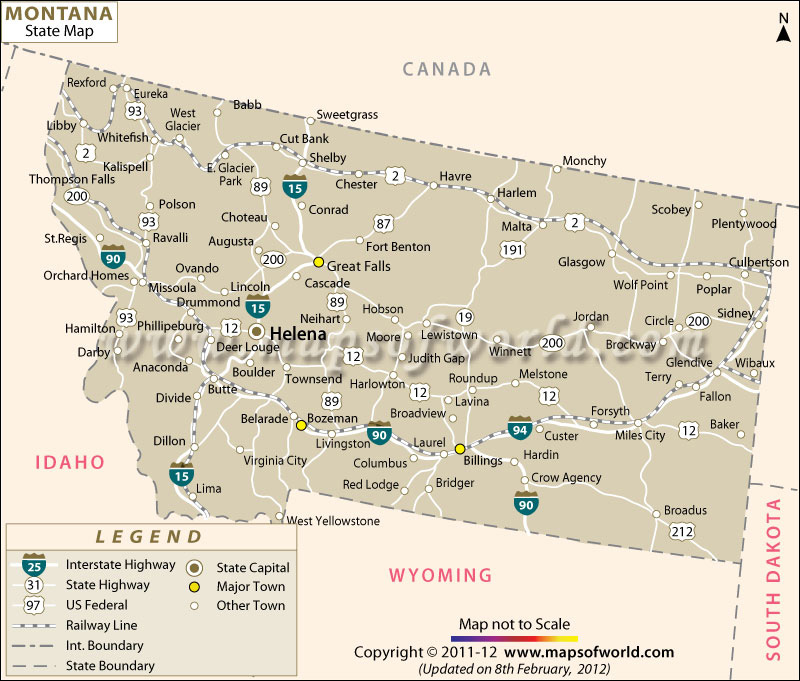 MONTANA
State Map
N
CANADA
Rexford
Eureka
93
Babb
Sweetgrass
West
Glacier
Libby
Whitefish
2
Kalispell
Cut Bank
Shelby
E. Glacier
Park
Monchy
Thompson Falls
200
89
15
Chester
2
Havre
Harlem
Polson
93
Choteau
Conrad
87
Malta
2
Scobey
Plentywood
St.Regis
Ravalli
90
Augusta
200
Fort Benton
191
Glasgow
Culbertson
Great Falls
Orchard Homes
Missoula
Ovando
Lincoln
Cascade
Wolf Point
Poplar
Drummond
15
89
Hobson
Neihart
19
Jordan
Circle
200
Sidney
93
Hamilton
Phillipeburg
12
Helena
Moore
Lewistown
Winnett
200
Brockway
www.mapsofworld.com
Darby
Deer Louge
12
Judith Gap
Glendive
Wibaux
Anaconda
Boulder
Townsend
Harlowton
Roundup
Melstone
Terry
Butte
12
12
Fallon
Divide
89
Lavina
Belarade
Bozeman
Broadview
Forsyth
90
94
Custer
Miles City
12
Baker
Dillon
Livingston
Laurel
IDAHO
Virginia City
Columbus
Billings
Hardin
15
Crow Agency
Lima
Red Lodge
Bridger
90
Broadus
West Yellowstone
212
SOUTH DAKOTA
WYOMING
LEGEND
25
Interstate Highway
State Capital
31
State Highway
Major Town
97
US Federal
Other Town
Railway Line
Int. Boundary
State Boundary
Map not to Scale
Copyright © 2011-12 www.mapsofworld.com
(Updated on 8th February, 2012)